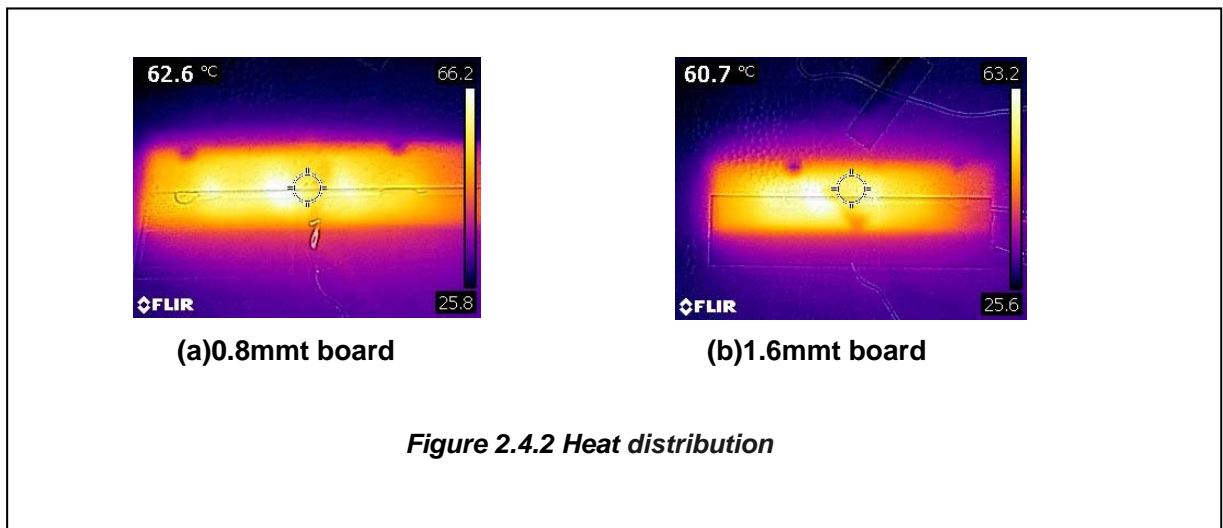 62.6 °C
66.2
25.8
FLIR
60.7 °C
63.2
25.6
FLIR
(a)0.8mmt board
(b)1.6mmt board
Figure 2.4.2 Heat distribution